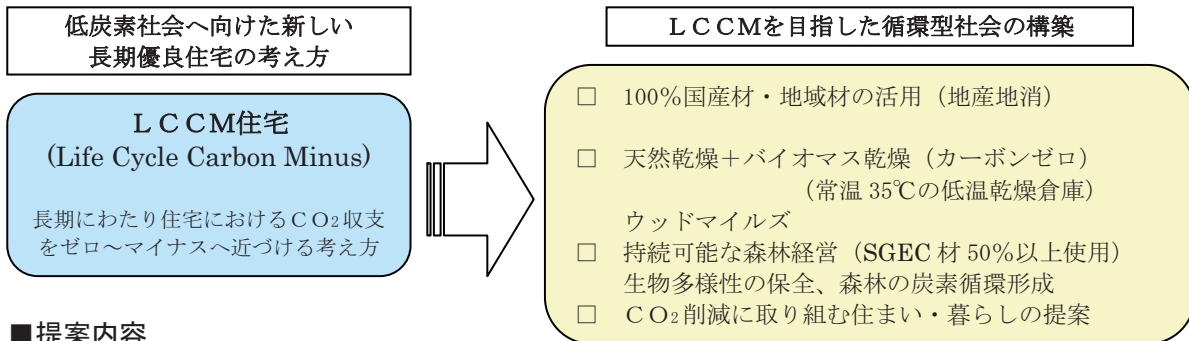 低炭素社会へ向けた新しい
長期優良住宅の考え方
ＬＣＣＭ住宅
(Life Cycle Carbon Minus)
長期にわたり住宅におけるＣＯ₂収支
をゼロ～マイナスへ近づける考え方
ＬＣＣＭを目指した循環型社会の構築
□ 100％国産材・地域材の活用（地産地消）
□ 天然乾燥＋バイオマス乾燥（カーボンゼロ）
（常温 35℃の低温乾燥倉庫）
ウッドマイルズ
□ 持続可能な森林経営（SGEC 材 50％以上使用）
生物多様性の保全、森林の炭素循環形成
□ ＣＯ₂削減に取り組む住まい・暮らしの提案
■提案内容